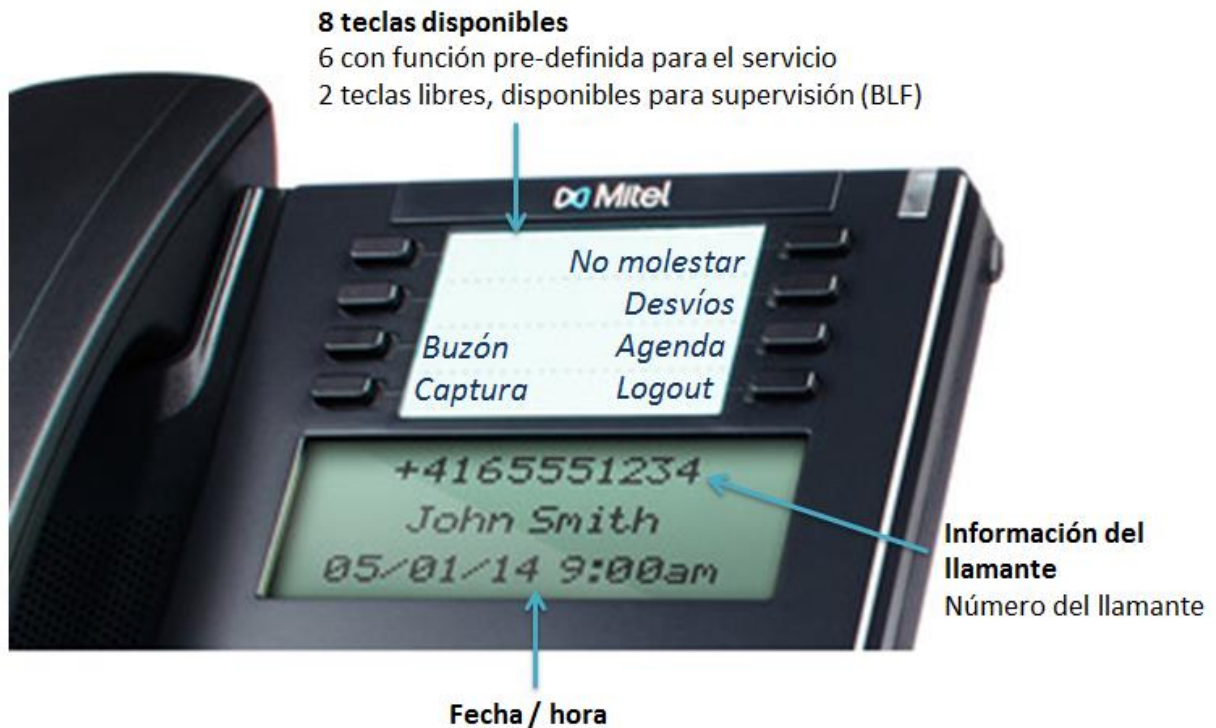 8 teclas disponibles
6 con función pre-definida para el servicio
2 teclas libres, disponibles para supervisión (BLF)
Mitel
No molestar
Desvíos
Buzón Agenda
Captura Logout
+4165551234
John Smith
05/01/14 9:00am
Información del
llamante
Número del llamante
Fecha / hora